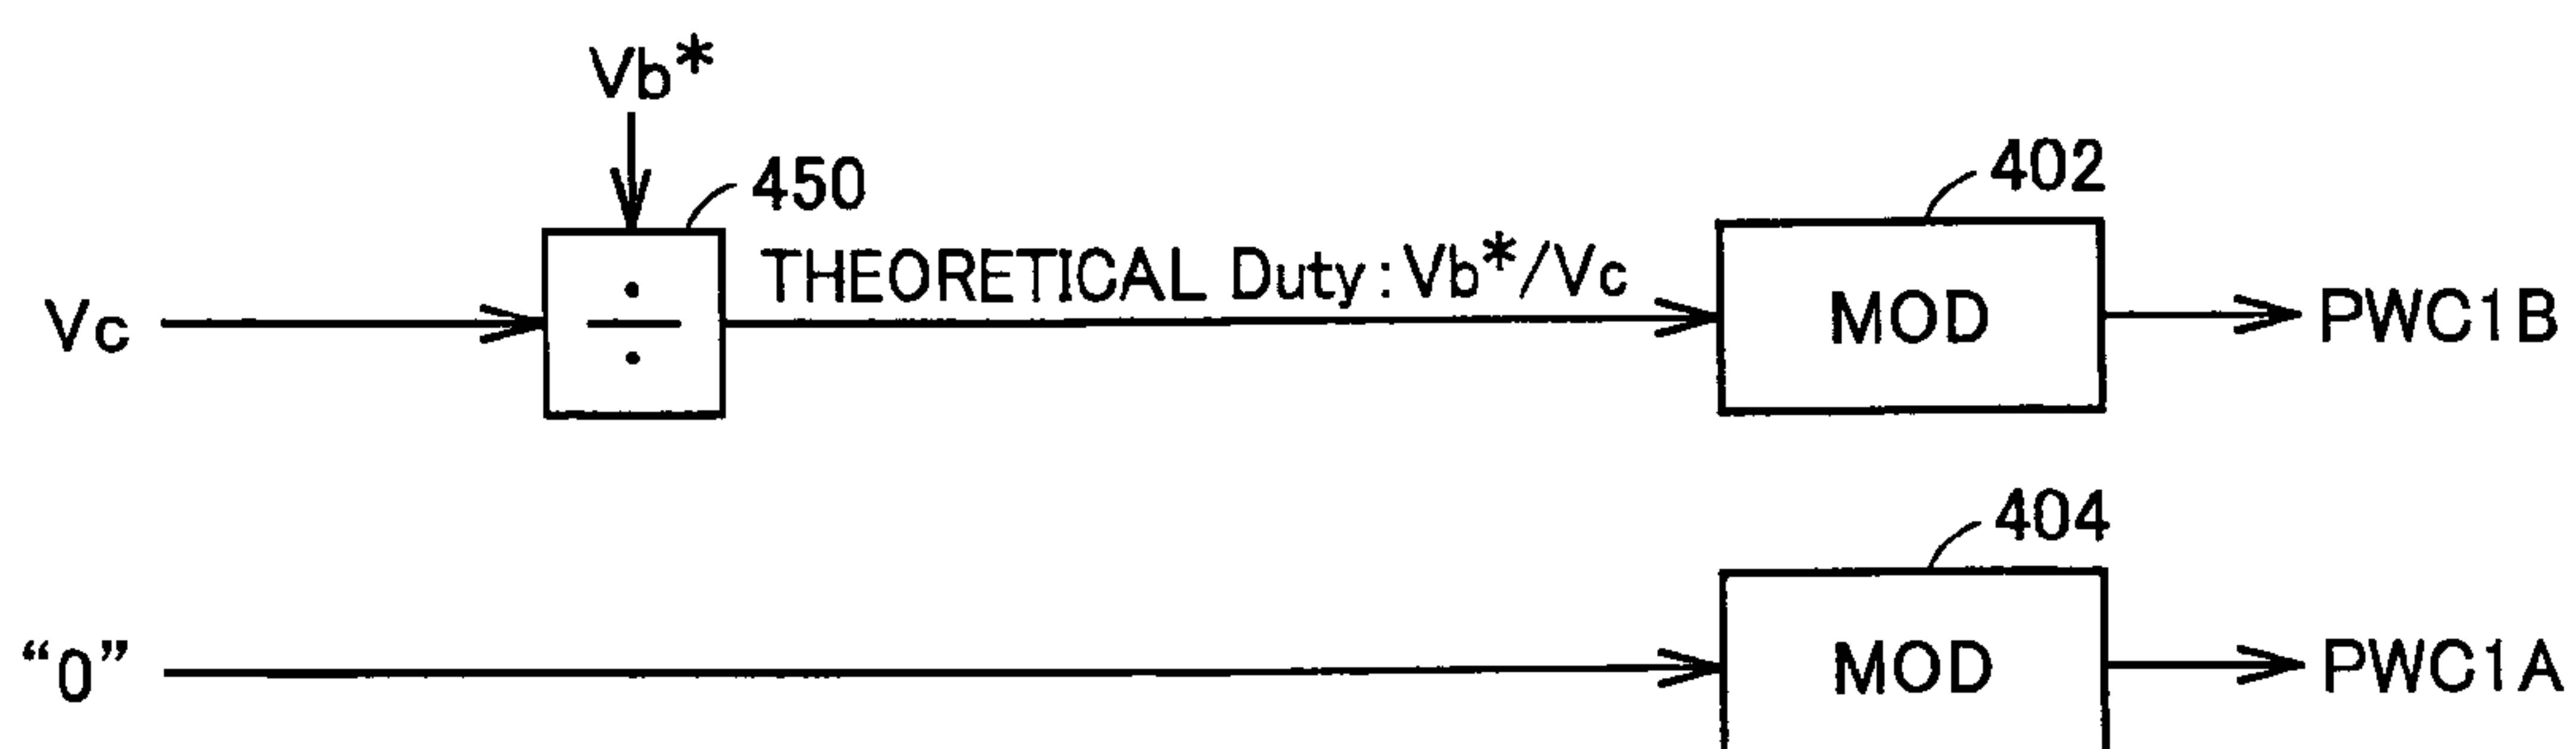 Vb*
450
402
THEORETICAL Duty:Vb*/Vc
Vc
÷
MOD
PWC1B
404
“0”
MOD
PWC1A